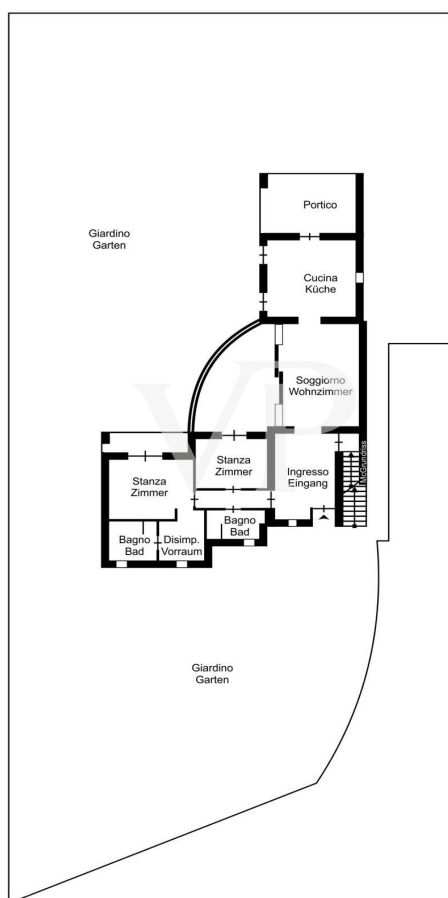 Portico
Giardino
Garten
Cucina
Küche
Soggiorno
Wohnzimmer
Stanza
Zimmer
Ingresso
Eingang
Stanza
Zimmer
Bagno
Bad
Bagno
Bad
Disimp.
Vorraum
Giardino
Garten
VP